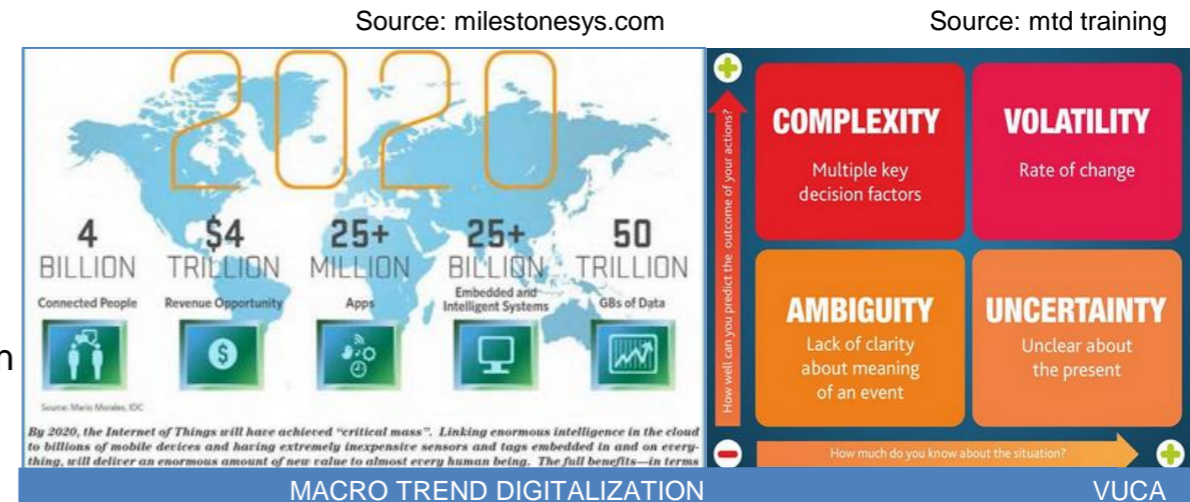 Source: milestonesys.com
Source: mtd training
2020
4
BILLION
Connected People
$4
TRILLION
Revenue Opportunity
25+
MILLION
Apps
25+
BILLION
Embedded and
Intelligent Systems
50
TRILLION
GBs of Data
n
Source: Mario Morales, IDC
By 2020, the Internet of Things will have achieved “critical mass”. Linking enormous intelligence in the cloud
to billions of mobile devices and having extremely inexpensive sensors and tags embedded in and on every-
thing, will deliver an enormous amount of new value to almost every human being. The full benefits—in terms
How well can you predict the outcome of your actions?
COMPLEXITY
Multiple key
decision factors
VOLATILITY
Rate of change
AMBIGUITY
Lack of clarity
about meaning
of an event
UNCERTAINTY
Unclear about
the present
How much do you know about the situation?
MACRO TREND DIGITALIZATION
VUCA